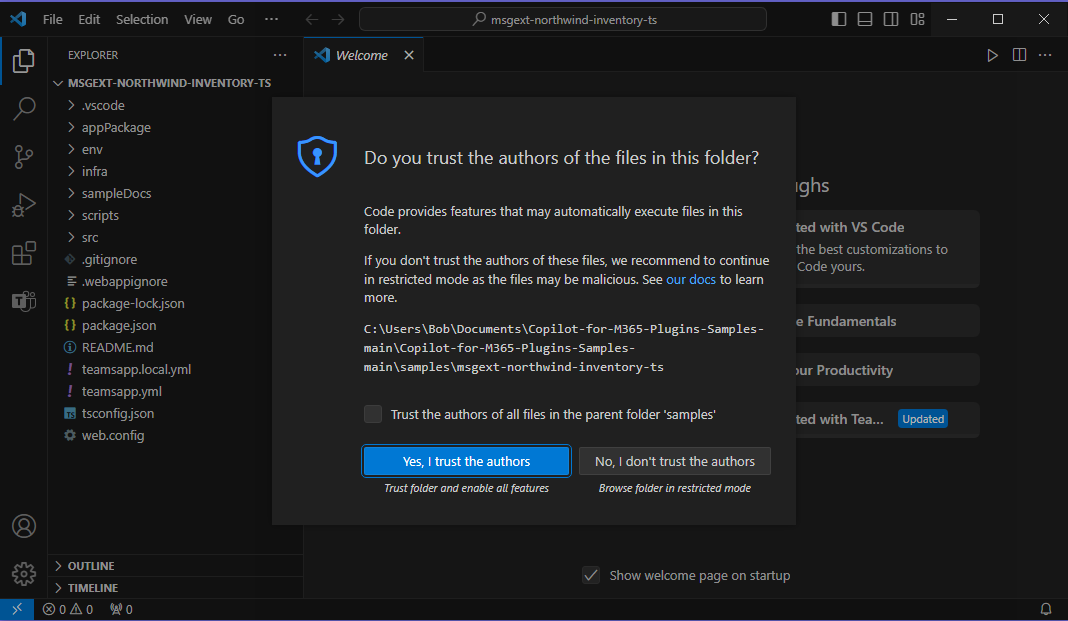 File Edit Selection View Go ···
msgext-northwind-inventory-ts
EXPLORER ···
MSGEXT-NORTHWIND-INVENTORY-TS
.vscode
appPackage
env
infra
sampleDocs
scripts
src
.gitignore
.webappignore
package-lock.json
package.json
README.md
teamsapp.local.yml
teamsapp.yml
tsconfig.json
web.config
OUTLINE
TIMELINE
Welcome
Do you trust the authors of the files in this folder?
Code provides features that may automatically execute files in this
folder.
If you don't trust the authors of these files, we recommend to continue
in restricted mode as the files may be malicious. See our docs to learn
more.
C:\Users\Bob\Documents\Copilot-for-M365-Plugins-Samples-
main\Copilot-for-M365-Plugins-Samples-
main\samples\msgext-northwind-inventory-ts
Trust the authors of all files in the parent folder 'samples'
Yes, I trust the authors
No, I don't trust the authors
Trust folder and enable all features
Browse folder in restricted mode
with VS Code
the best customizations to
Code yours.
Fundamentals
Productivity
with Tea...
Updated
Show welcome page on startup
0 0 0